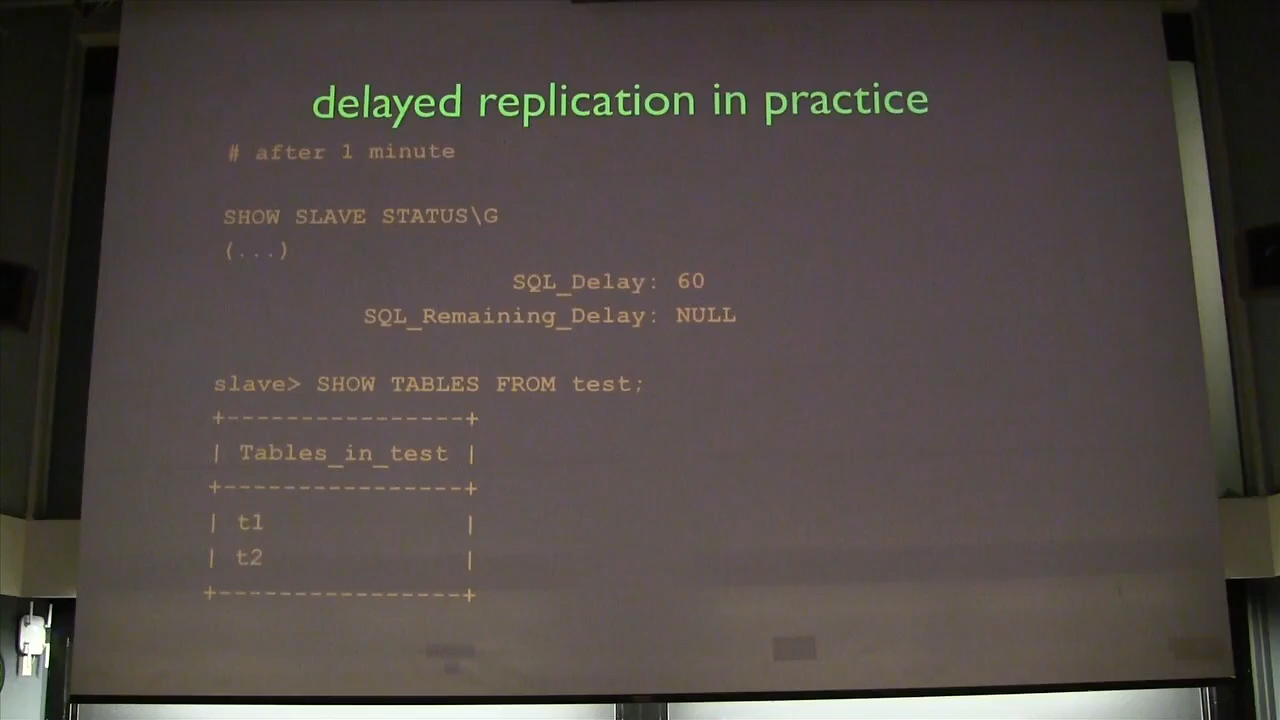 delayed replication in practice
# after 1 minute
SHOW SLAVE STATUS\G
(...)
SQL_Delay: 60
SQL_Remaining_Delay: NULL
slave> SHOW TABLES FROM test;
+----------------+
| Tables_in_test |
+----------------+
| t1             |
| t2             |
+----------------+